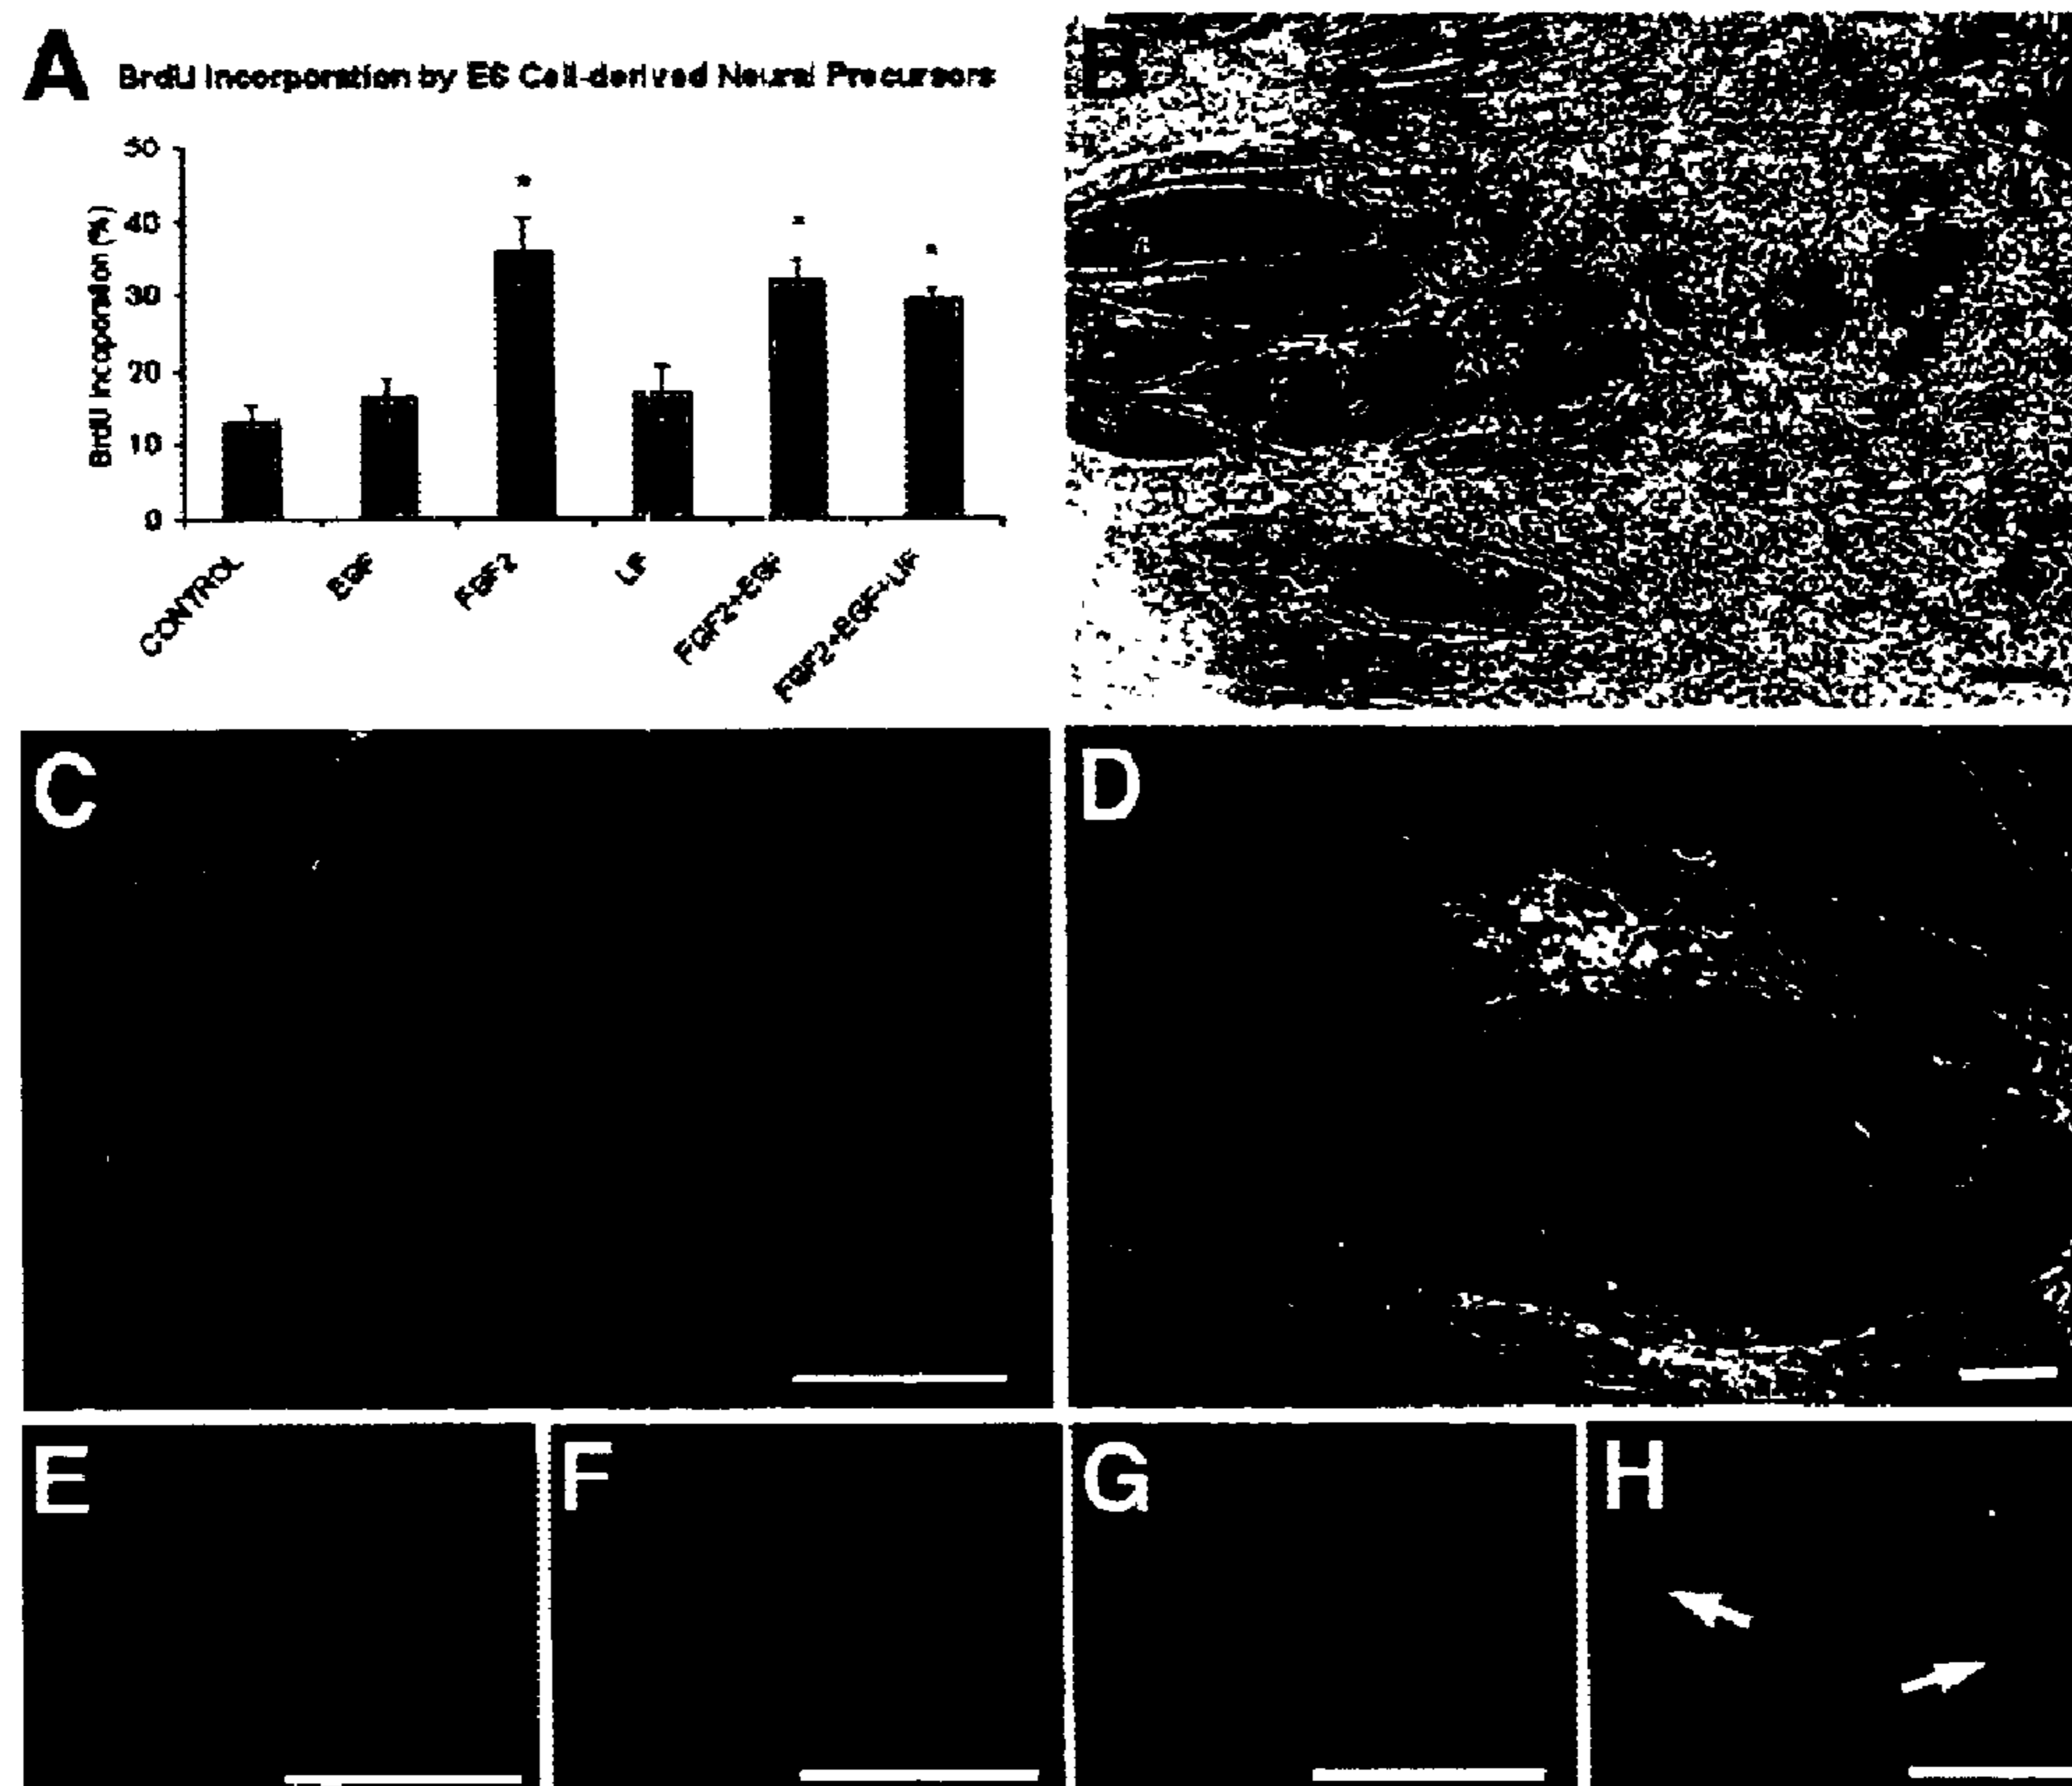 A
BrdU Incorporation by ES Cell-derived Neural Precursors
BrdU Incoporation (%)
50
40
30
20
10
0
*
*
*
CONTROL
EGF
FGF2
LIF
FGF2+EGF
FGF2+EGF+LIF
B
C
D
E
F
G
H